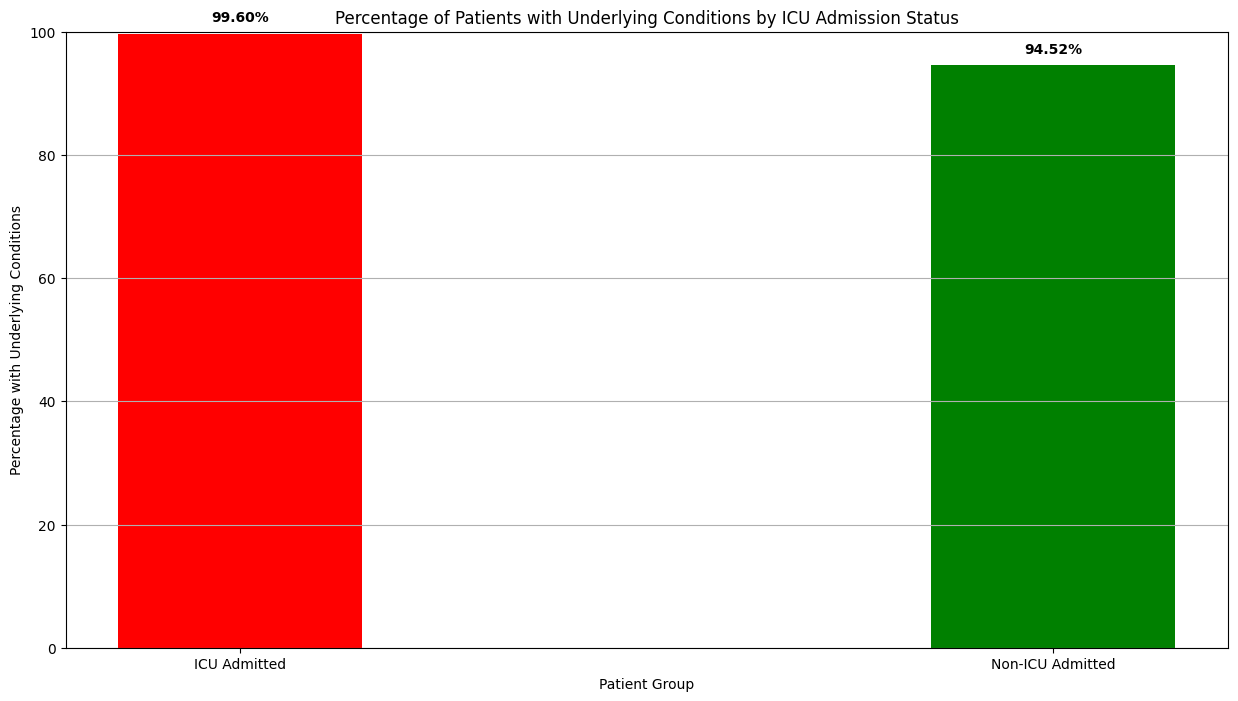 Percentage of Patients with Underlying Conditions by ICU Admission Status
99.60%
94.52%
100
80
60
40
20
0
Percentage with Underlying Conditions
ICU Admitted
Non-ICU Admitted
Patient Group